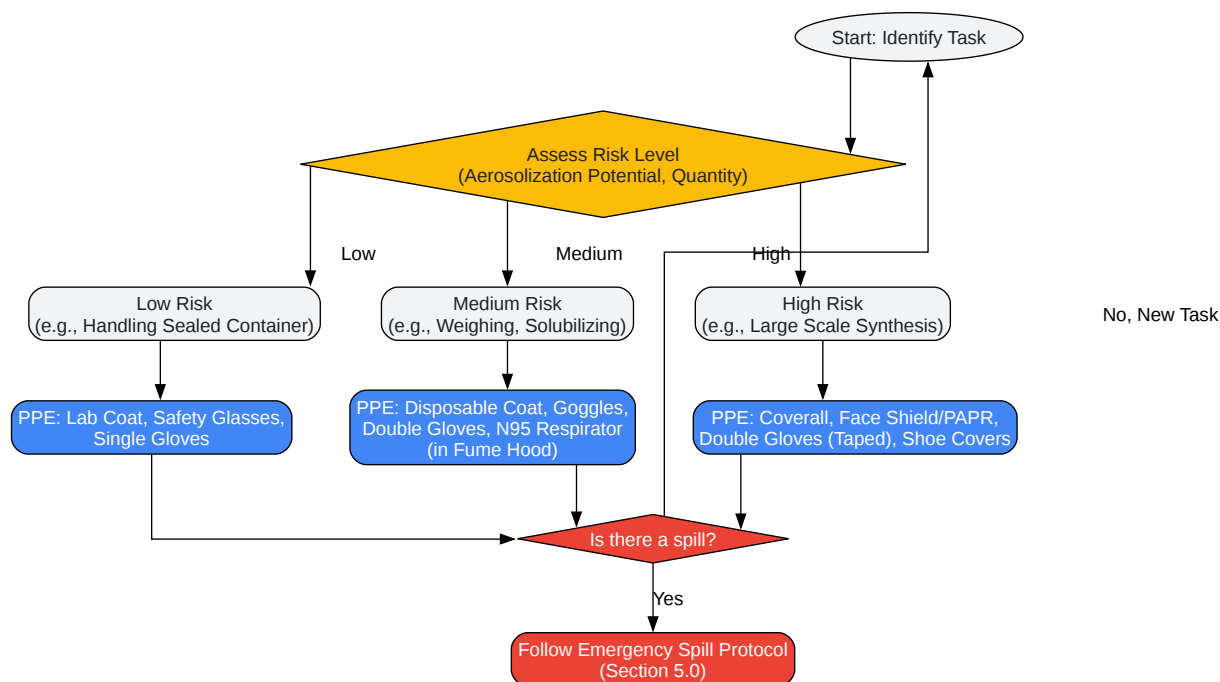 Start: Identify Task
Assess Risk Level
(Aerosolization Potential, Quantity)
Low
Medium
High
Low Risk
(e.g., Handling Sealed Container)
Medium Risk
(e.g., Weighing, Solubilizing)
High Risk
(e.g., Large Scale Synthesis)
No, New Task
PPE: Lab Coat, Safety Glasses,
Single Gloves
PPE: Disposable Coat, Goggles,
Double Gloves, N95 Respirator
(in Fume Hood)
PPE: Coverall, Face Shield/PAPR,
Double Gloves (Taped), Shoe Covers
Is there a spill?
Yes
Follow Emergency Spill Protocol
(Section 5.0)